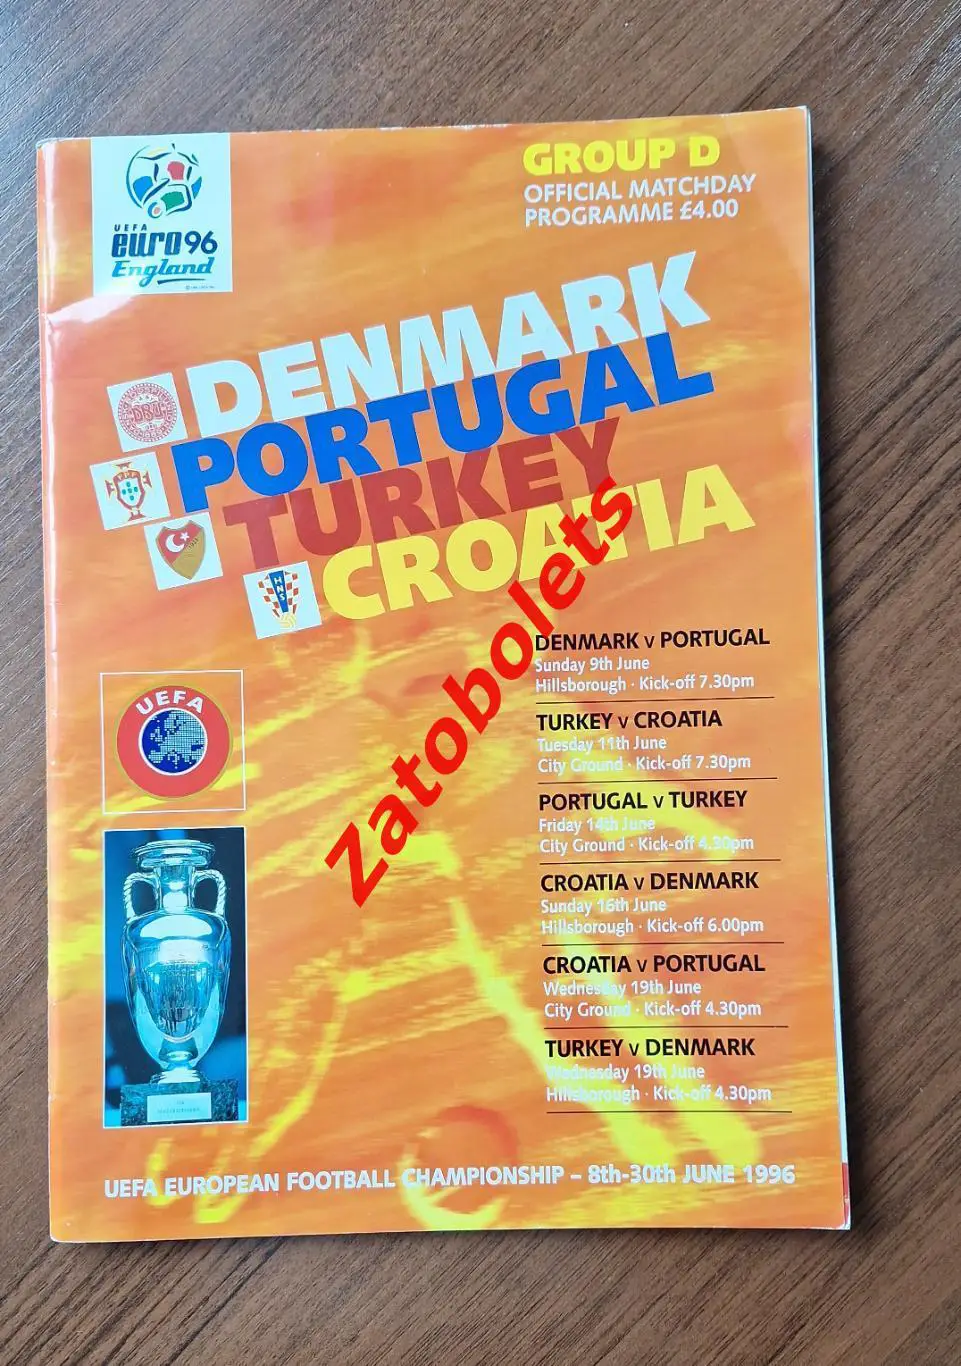 GROUP D
OFFICIAL MATCHDAY
PROGRAMME £4.00
UEFA
euro96
England
DENMARK
PORTUGAL
TURKEY
CROATIA
DBU
FPF
1923
HNS
DENMARK v PORTUGAL
Sunday 9th June
Hillsborough · Kick-off 7.30pm
TURKEY v CROATIA
Tuesday 11th June
City Ground · Kick-off 7.30pm
PORTUGAL v TURKEY
Friday 14th June
City Ground · Kick-off 4.30pm
CROATIA v DENMARK
Sunday 16th June
Hillsborough · Kick-off 6.00pm
CROATIA v PORTUGAL
Wednesday 19th June
City Ground · Kick-off 4.30pm
TURKEY v DENMARK
Wednesday 19th June
Hillsborough · Kick-off 4.30pm
UEFA
UEFA EUROPEAN FOOTBALL CHAMPIONSHIP – 8th-30th JUNE 1996
Zatobolets